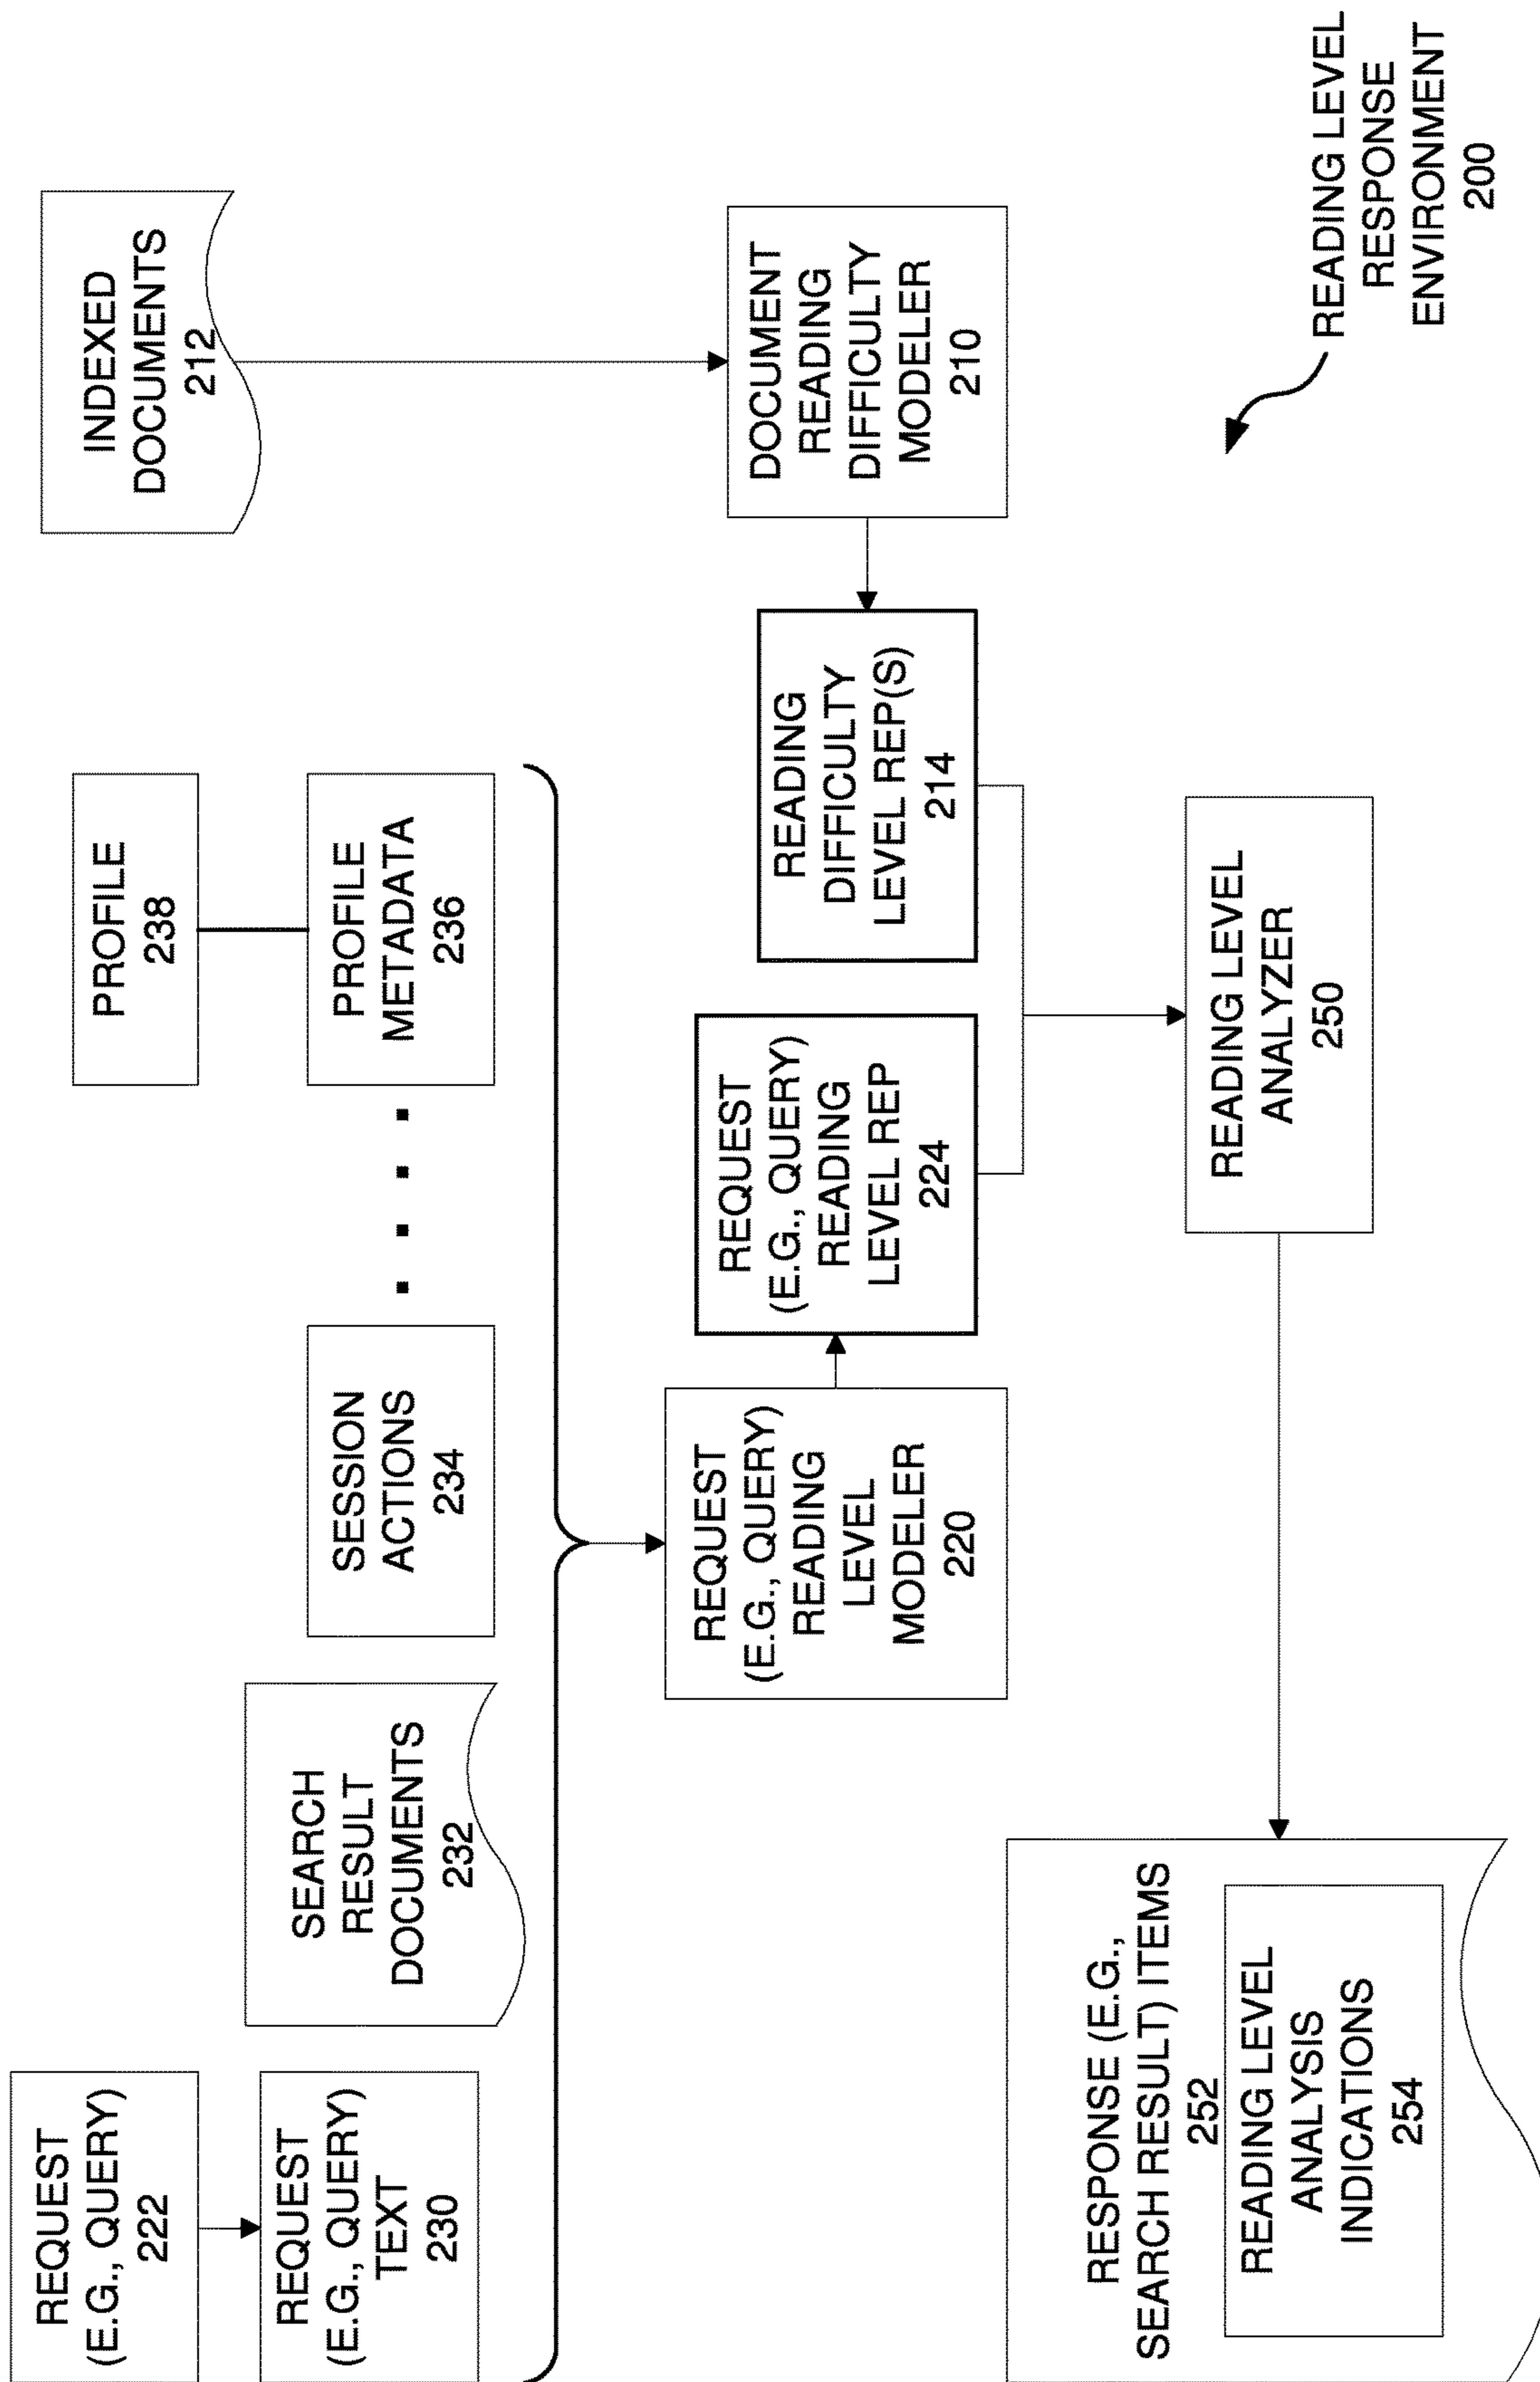 REQUEST
(E.G., QUERY)
222
REQUEST
(E.G., QUERY)
TEXT
230
SEARCH
RESULT
DOCUMENTS
232
SESSION
ACTIONS
234
PROFILE
238
PROFILE
METADATA
236
INDEXED
DOCUMENTS
212
REQUEST
(E.G., QUERY)
READING
LEVEL
MODELER
220
REQUEST
(E.G., QUERY)
READING
LEVEL REP
224
READING
DIFFICULTY
LEVEL REP(S)
214
DOCUMENT
READING
DIFFICULTY
MODELER
210
RESPONSE (E.G.,
SEARCH RESULT) ITEMS
252
READING LEVEL
ANALYSIS
INDICATIONS
254
READING LEVEL
ANALYZER
250
READING LEVEL
RESPONSE
ENVIRONMENT
200